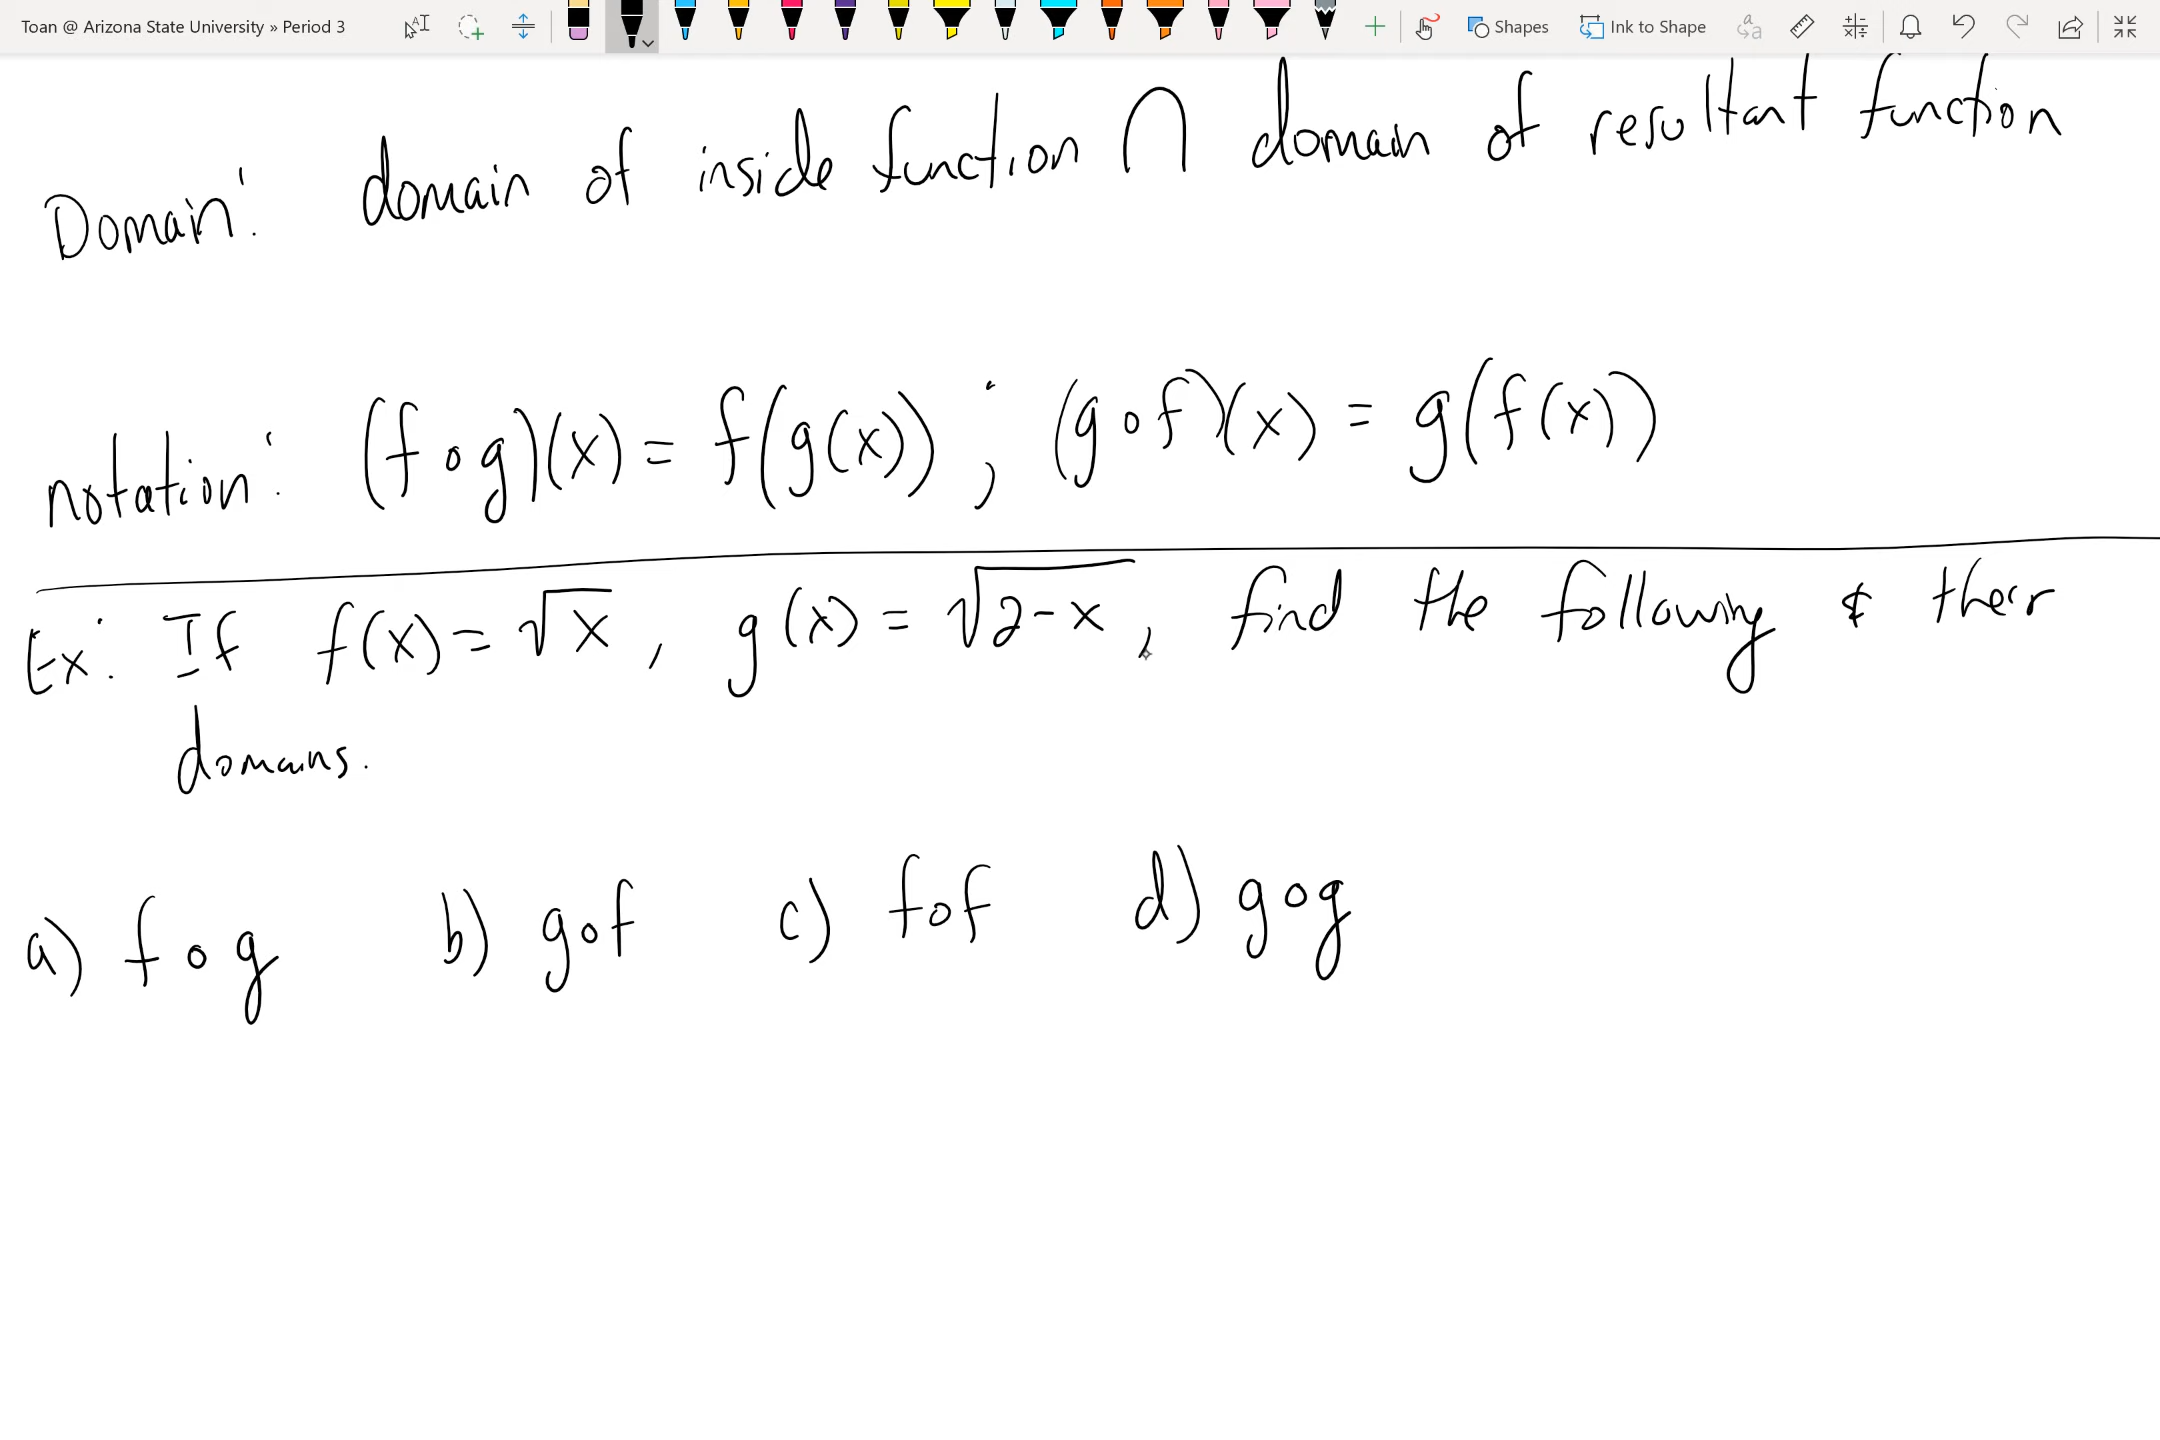 Toan @ Arizona State University » Period 3 Shapes Ink to Shape
Domain: domain of inside function ∩ domain of resultant function
notation: (f∘g)(x) = f(g(x)) ; (g∘f)(x) = g(f(x))
Ex: If f(x) = √x , g(x) = √2-x , find the following & their
domains.
a) f∘g b) g∘f c) f∘f d) g∘g